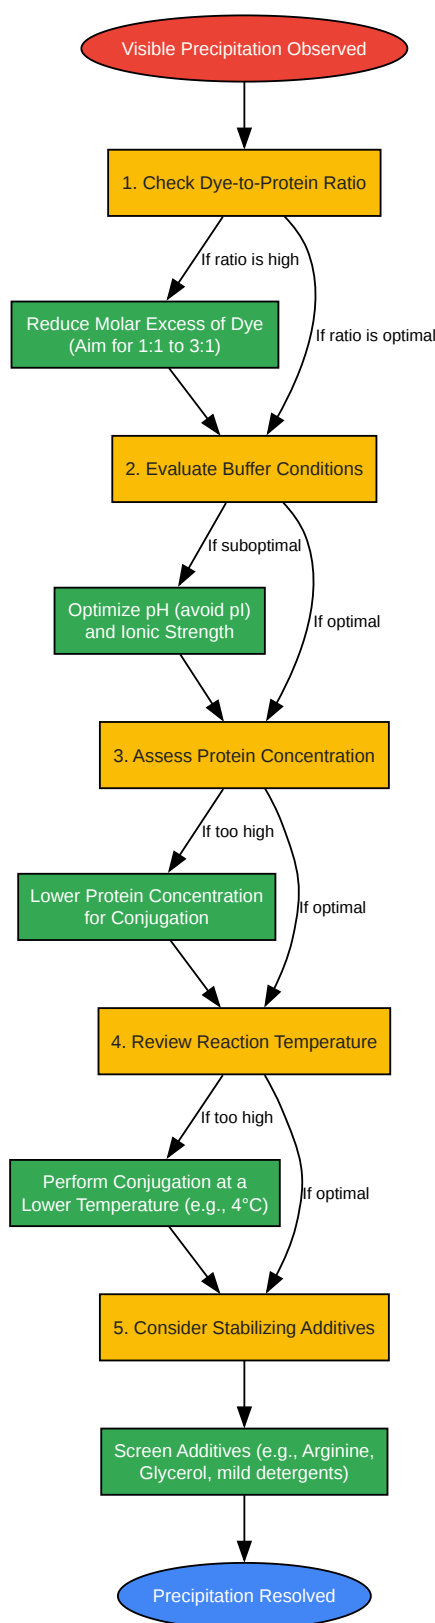 Visible Precipitation Observed
1. Check Dye-to-Protein Ratio
If ratio is high
Reduce Molar Excess of Dye
(Aim for 1:1 to 3:1)
If ratio is optimal
2. Evaluate Buffer Conditions
If suboptimal
Optimize pH (avoid pI)
and Ionic Strength
If optimal
3. Assess Protein Concentration
If too high
Lower Protein Concentration
for Conjugation
If optimal
4. Review Reaction Temperature
If too high
Perform Conjugation at a
Lower Temperature (e.g., 4°C)
If optimal
5. Consider Stabilizing Additives
Screen Additives (e.g., Arginine,
Glycerol, mild detergents)
Precipitation Resolved